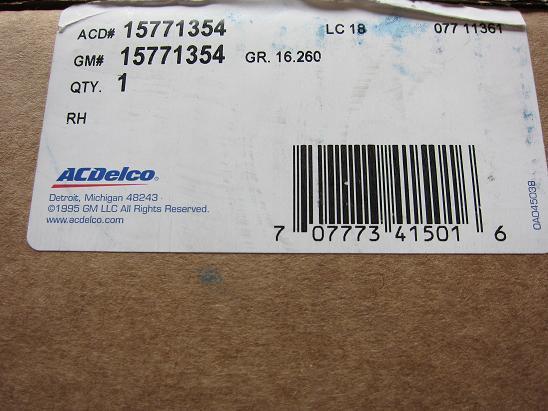 ACD# 15771354 LC 18 077 11361
GM# 15771354 GR. 16.260
QTY. 1
RH
ACDelco®
Detroit, Michigan 48243
©1995 GM LLC All Rights Reserved.
www.acdelco.com
7 07773 41501 6
0AD4503B